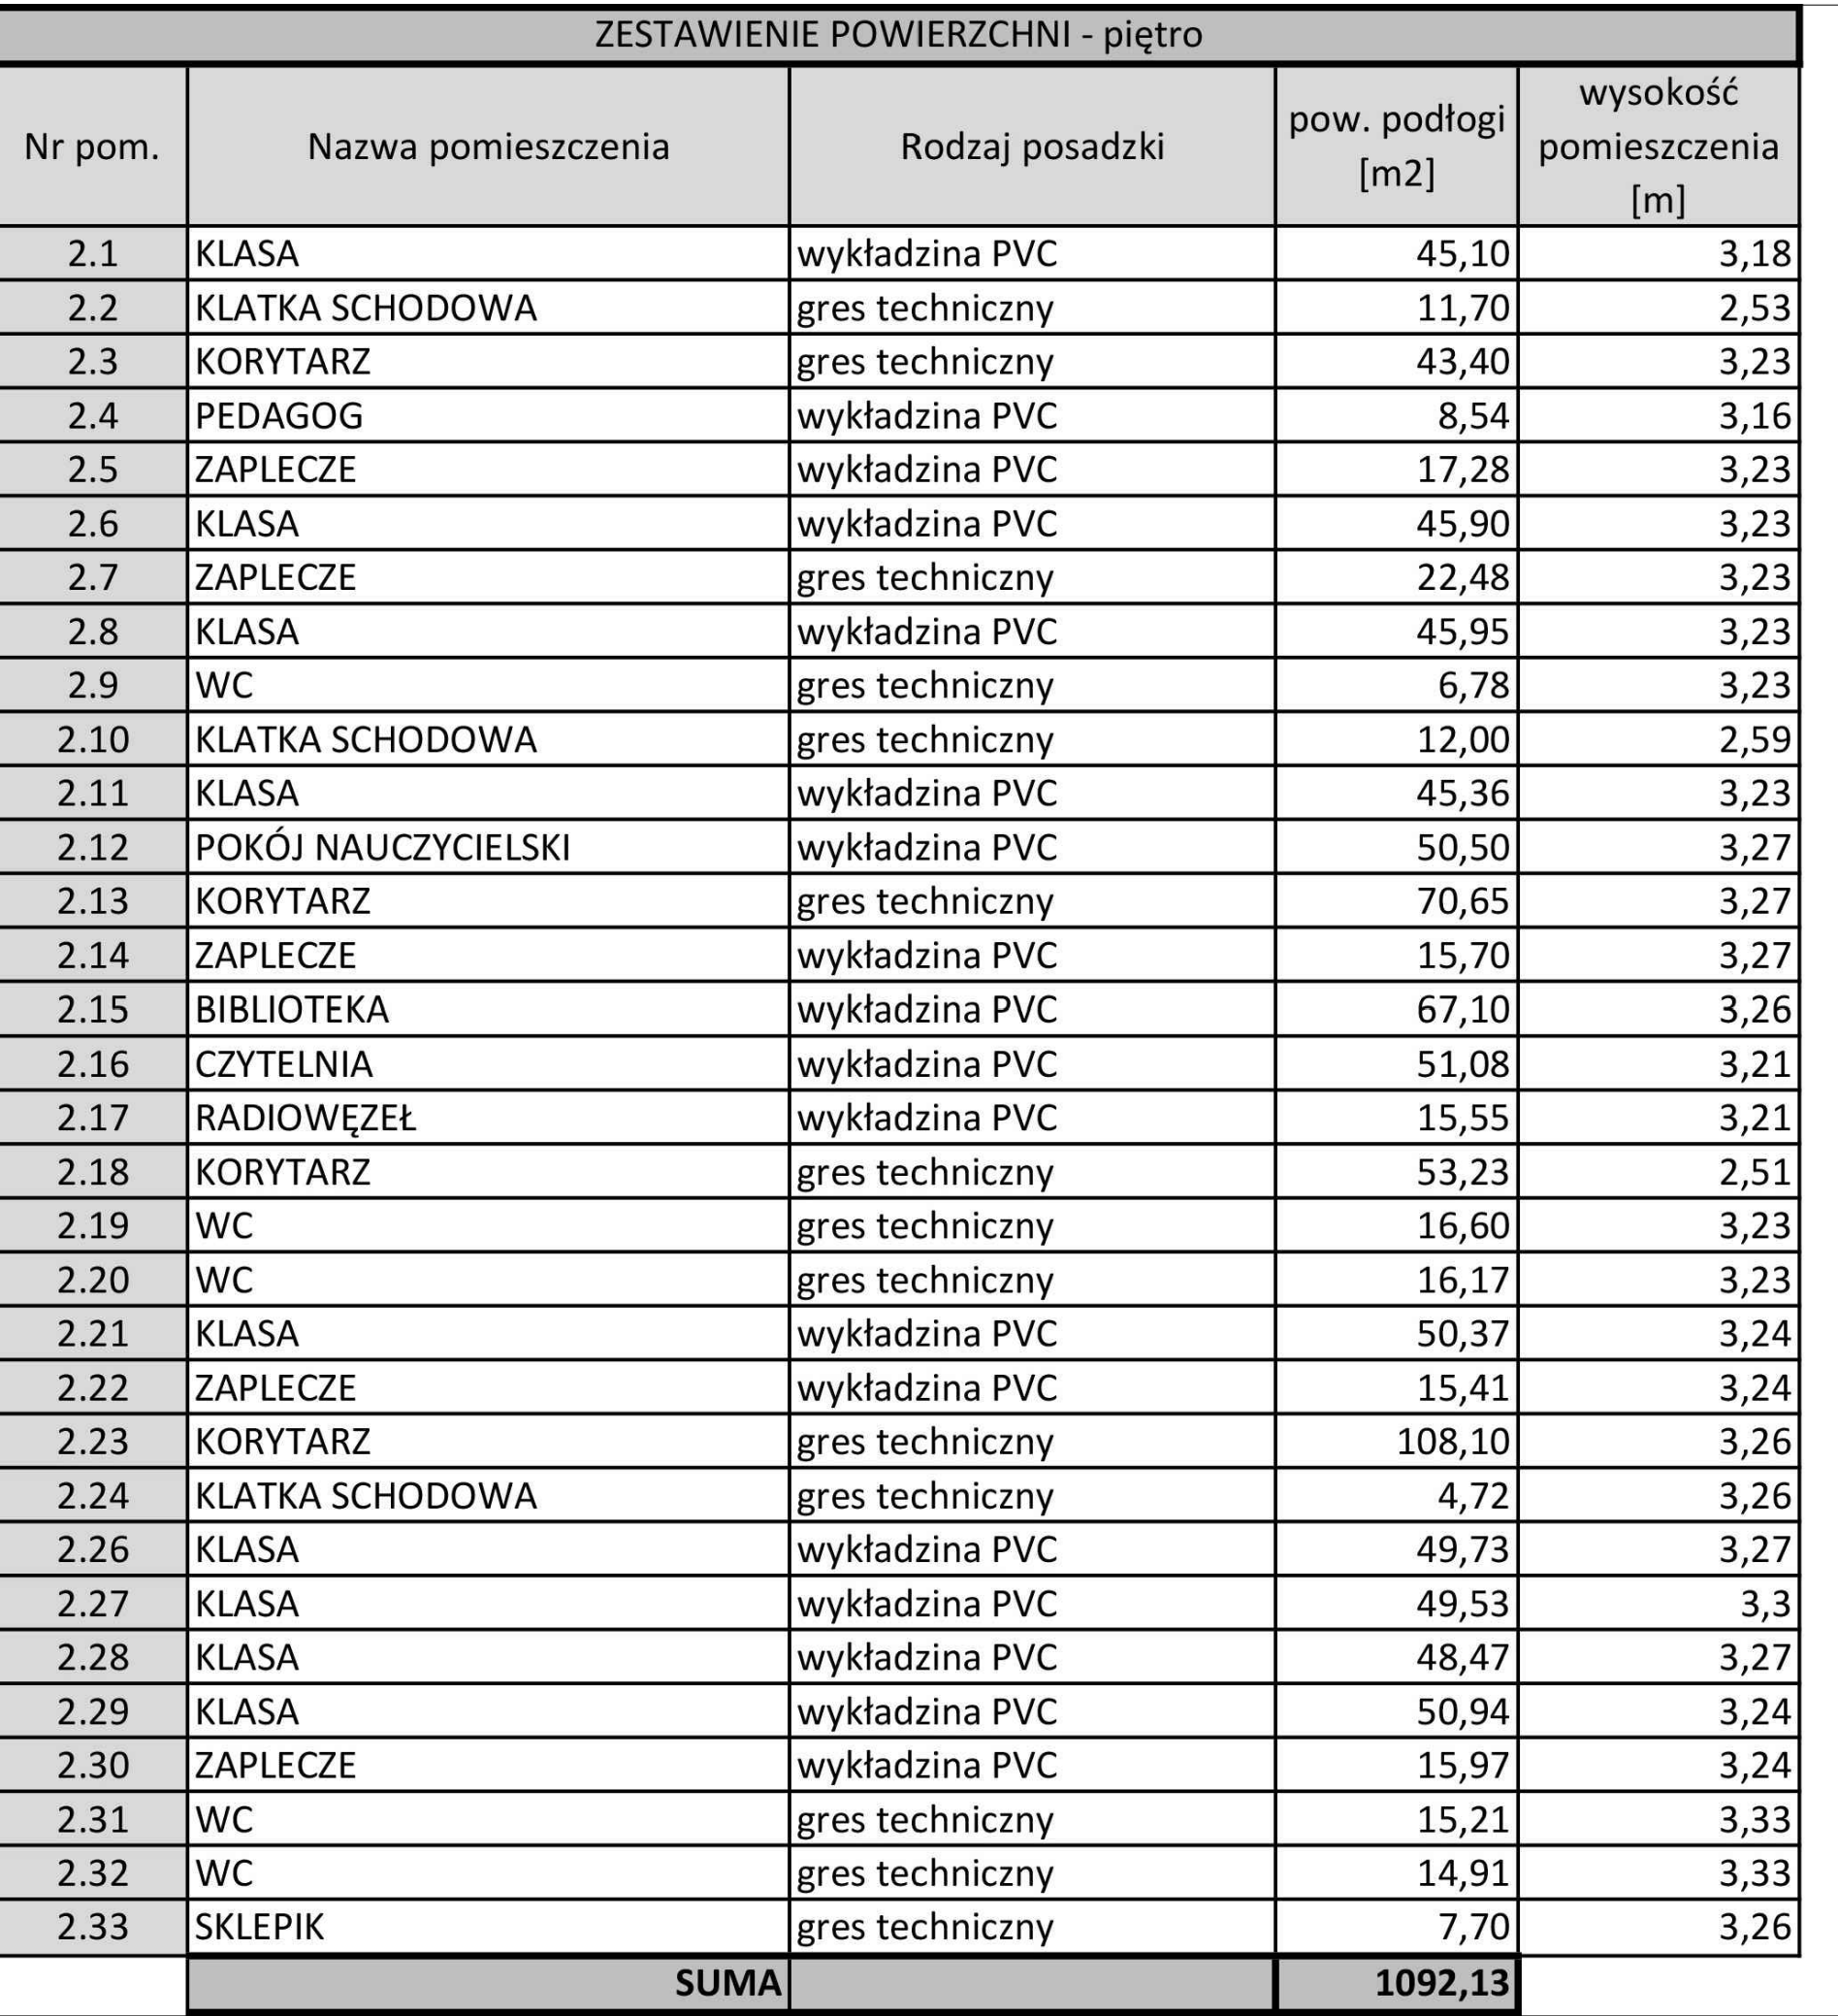 ZESTAWIENIE POWIERZCHNI - piętro
Nr pom. Nazwa pomieszczenia Rodzaj posadzki pow. podłogi [m2] wysokość pomieszczenia [m]
2.1 KLASA wykładzina PVC 45,10 3,18
2.2 KLATKA SCHODOWA gres techniczny 11,70 2,53
2.3 KORYTARZ gres techniczny 43,40 3,23
2.4 PEDAGOG wykładzina PVC 8,54 3,16
2.5 ZAPLECZE wykładzina PVC 17,28 3,23
2.6 KLASA wykładzina PVC 45,90 3,23
2.7 ZAPLECZE gres techniczny 22,48 3,23
2.8 KLASA wykładzina PVC 45,95 3,23
2.9 WC gres techniczny 6,78 3,23
2.10 KLATKA SCHODOWA gres techniczny 12,00 2,59
2.11 KLASA wykładzina PVC 45,36 3,23
2.12 POKÓJ NAUCZYCIELSKI wykładzina PVC 50,50 3,27
2.13 KORYTARZ gres techniczny 70,65 3,27
2.14 ZAPLECZE wykładzina PVC 15,70 3,27
2.15 BIBLIOTEKA wykładzina PVC 67,10 3,26
2.16 CZYTELNIA wykładzina PVC 51,08 3,21
2.17 RADIOWĘZEŁ wykładzina PVC 15,55 3,21
2.18 KORYTARZ gres techniczny 53,23 2,51
2.19 WC gres techniczny 16,60 3,23
2.20 WC gres techniczny 16,17 3,23
2.21 KLASA wykładzina PVC 50,37 3,24
2.22 ZAPLECZE wykładzina PVC 15,41 3,24
2.23 KORYTARZ gres techniczny 108,10 3,26
2.24 KLATKA SCHODOWA gres techniczny 4,72 3,26
2.26 KLASA wykładzina PVC 49,73 3,27
2.27 KLASA wykładzina PVC 49,53 3,3
2.28 KLASA wykładzina PVC 48,47 3,27
2.29 KLASA wykładzina PVC 50,94 3,24
2.30 ZAPLECZE wykładzina PVC 15,97 3,24
2.31 WC gres techniczny 15,21 3,33
2.32 WC gres techniczny 14,91 3,33
2.33 SKLEPIK gres techniczny 7,70 3,26
SUMA 1092,13